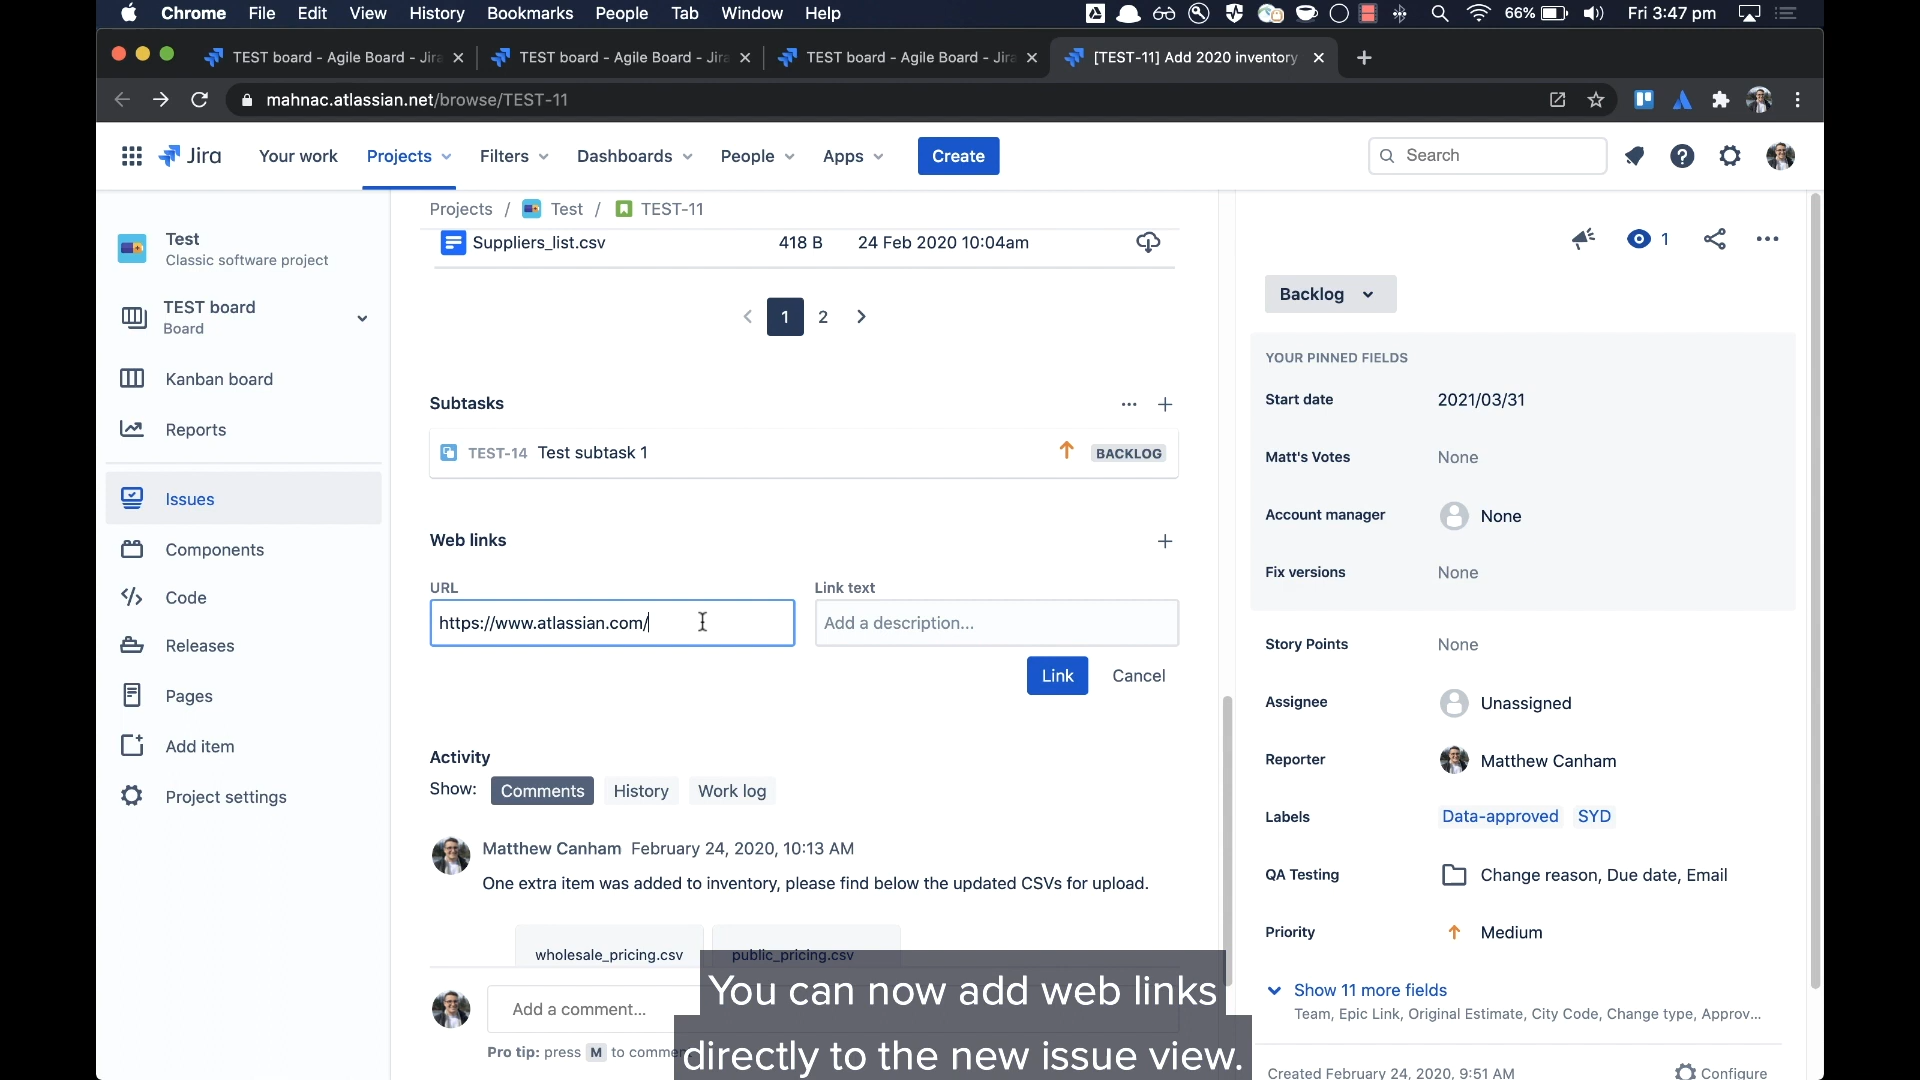 Chrome File Edit View History Bookmarks People Tab Window Help 66% Fri 3:47 pm
TEST board - Agile Board - Jira TEST board - Agile Board - Jira TEST board - Agile Board - Jira [TEST-11] Add 2020 inventory
mahnac.atlassian.net/browse/TEST-11
Jira Your work Projects Filters Dashboards People Apps Create Search
Projects / Test / TEST-11
Suppliers_list.csv 418 B 24 Feb 2020 10:04am
1 2
Test
Classic software project
TEST board
Board
Kanban board
Reports
Issues
Components
Code
Releases
Pages
Add item
Project settings
Subtasks
TEST-14 Test subtask 1 BACKLOG
Web links
URL Link text
https://www.atlassian.com/ Add a description...
Link Cancel
Activity
Show: Comments History Work log
Matthew Canham February 24, 2020, 10:13 AM
One extra item was added to inventory, please find below the updated CSVs for upload.
wholesale_pricing.csv public_pricing.csv
Add a comment...
Pro tip: press M to comment
1
Backlog
YOUR PINNED FIELDS
Start date 2021/03/31
Matt's Votes None
Account manager None
Fix versions None
Story Points None
Assignee Unassigned
Reporter Matthew Canham
Labels Data-approved SYD
QA Testing Change reason, Due date, Email
Priority Medium
Show 11 more fields
Team, Epic Link, Original Estimate, City Code, Change type, Approv...
Created February 24, 2020, 9:51 AM Configure
You can now add web links
directly to the new issue view.